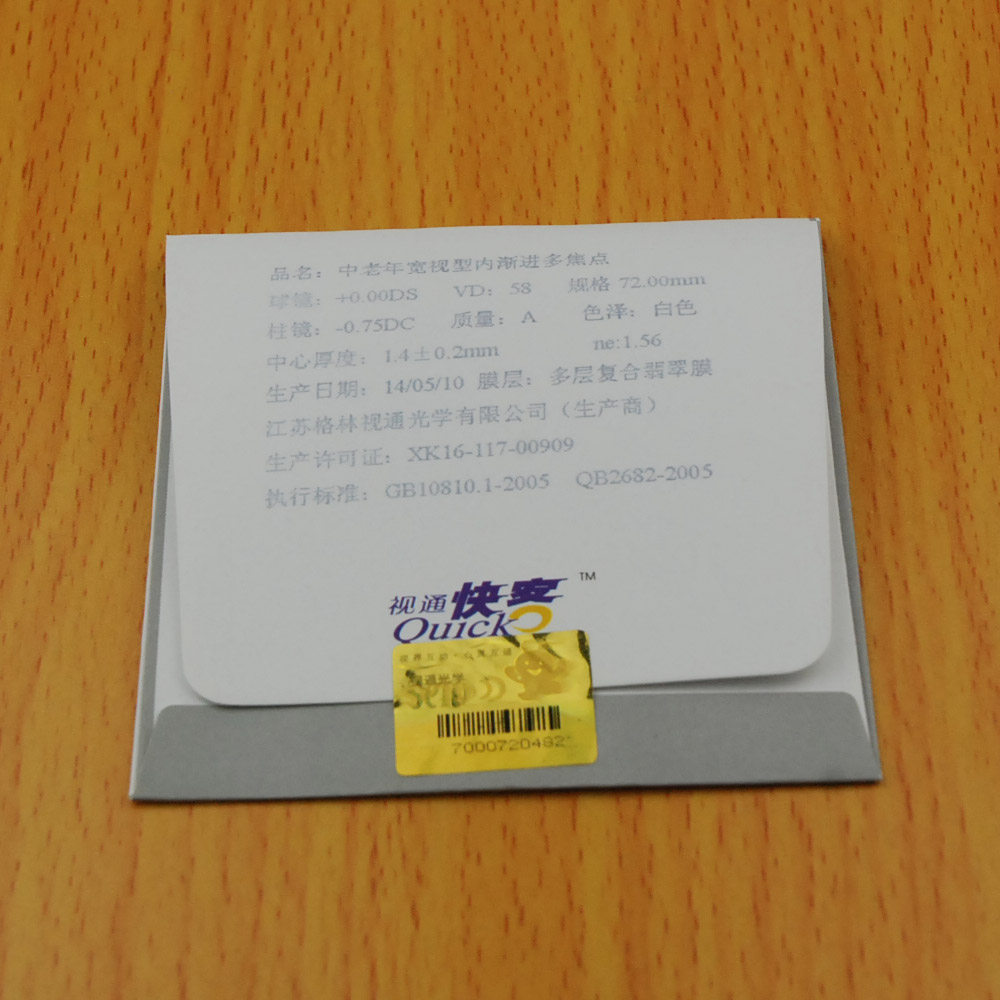 品名：中老年宽视型内渐进多焦点
球镜：+0.00DS VD：58 规格 72.00mm
柱镜：-0.75DC 质量：A 色泽：白色
中心厚度：1.4±0.2mm ne:1.56
生产日期：14/05/10 膜层：多层复合翡翠膜
江苏格林视通光学有限公司（生产商）
生产许可证：XK16-117-00909
执行标准：GB10810.1-2005 QB2682-2005
视通快客 TM
Quick
视通光学
7000720482